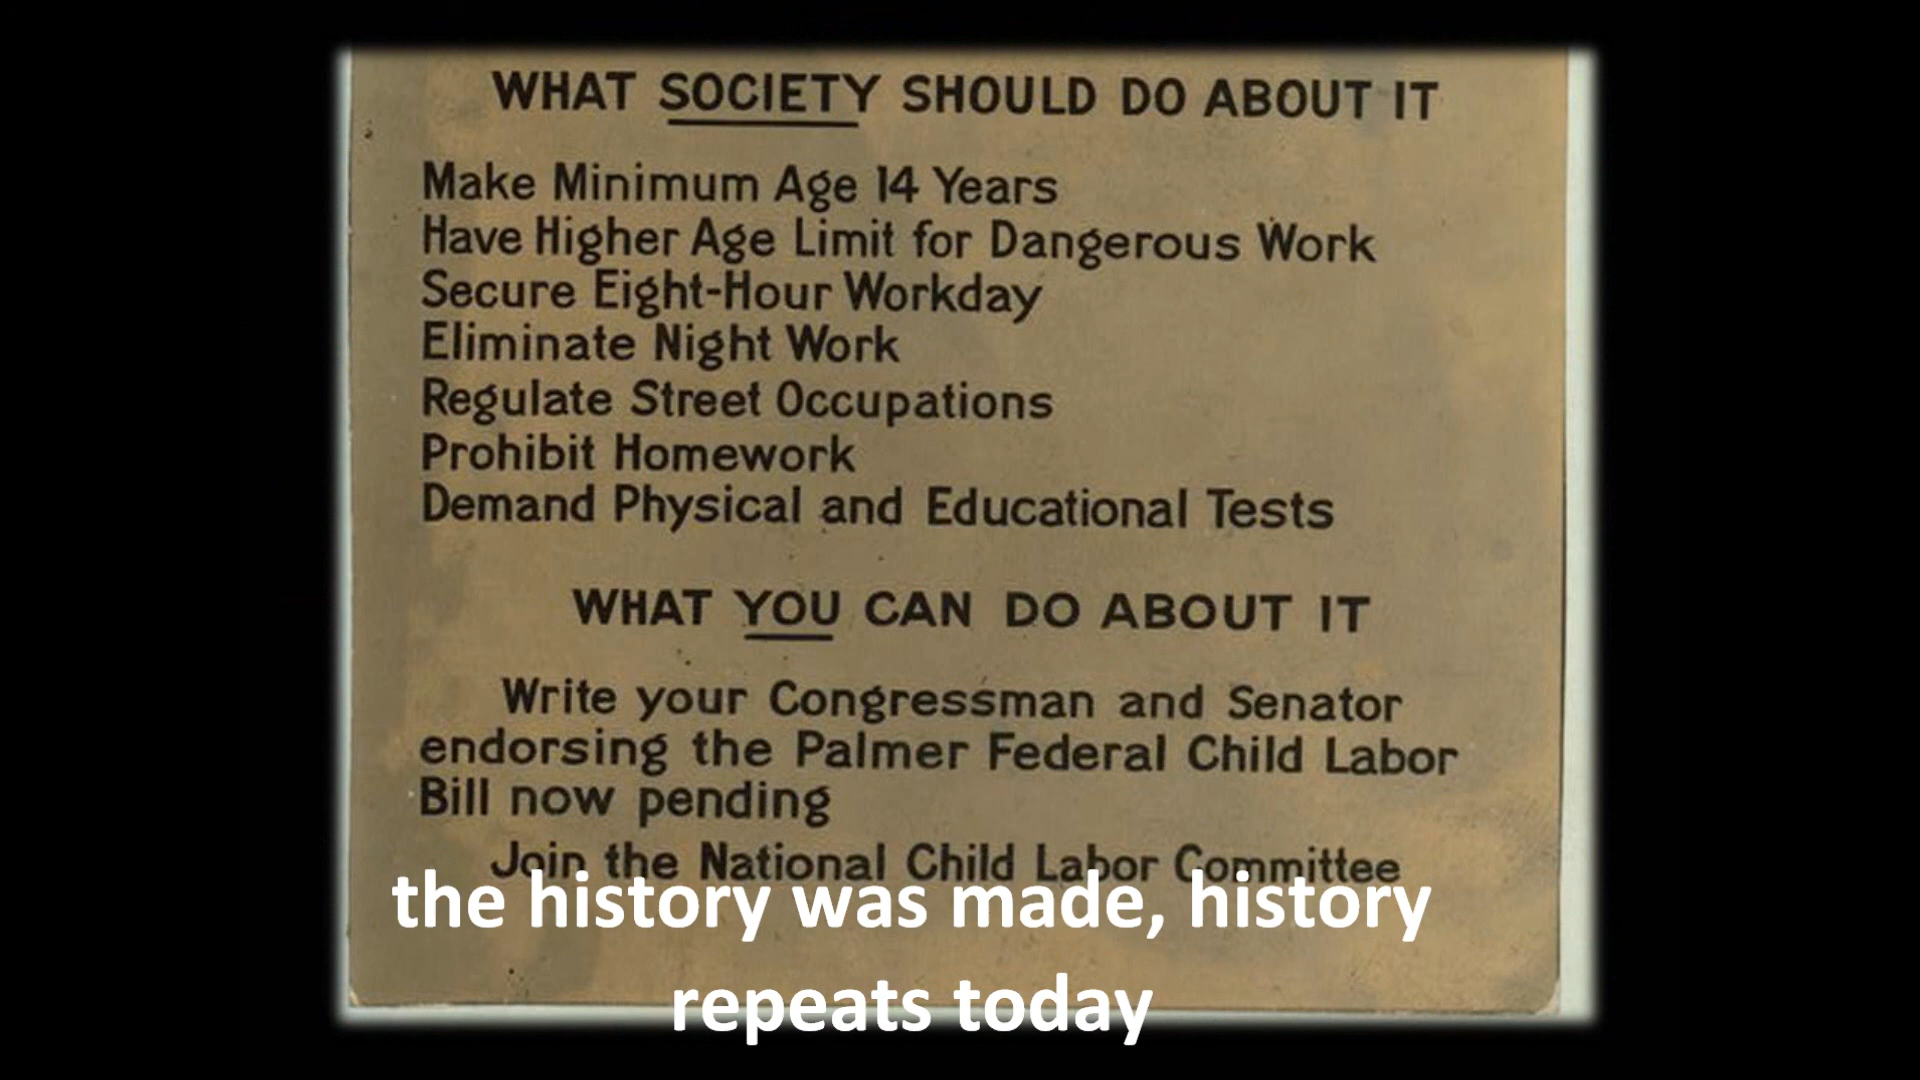 WHAT SOCIETY SHOULD DO ABOUT IT
Make Minimum Age 14 Years
Have Higher Age Limit for Dangerous Work
Secure Eight-Hour Workday
Eliminate Night Work
Regulate Street Occupations
Prohibit Homework
Demand Physical and Educational Tests
WHAT YOU CAN DO ABOUT IT
Write your Congressman and Senator
endorsing the Palmer Federal Child Labor
Bill now pending
Join the National Child Labor Committee
the history was made, history
repeats today